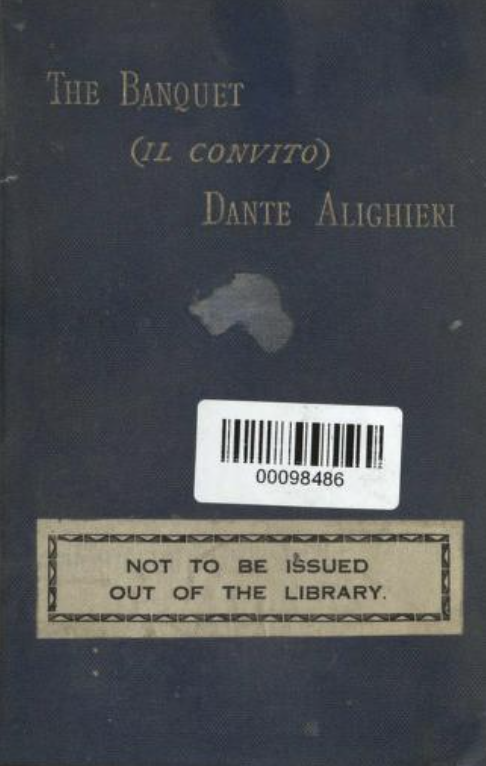 THE BANQUET
(IL CONVITO)
DANTE ALIGHIERI
00098486
NOT TO BE ISSUED
OUT OF THE LIBRARY.